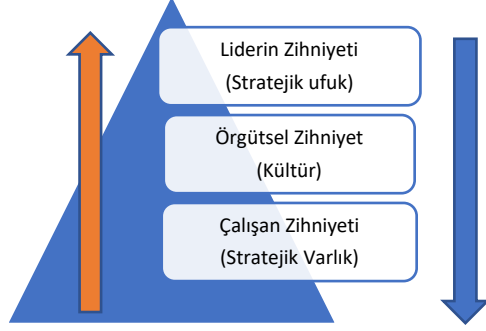 Liderin Zihniyeti
(Stratejik ufuk)
Örgütsel Zihniyet
(Kültür)
Çalışan Zihniyeti
(Stratejik Varlık)